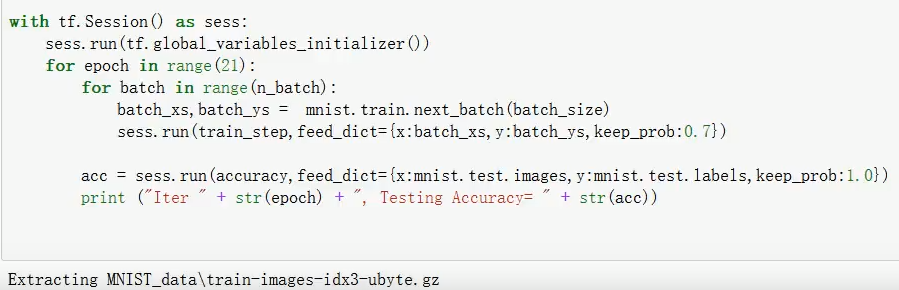 with tf.Session() as sess:
    sess.run(tf.global_variables_initializer())
    for epoch in range(21):
        for batch in range(n_batch):
            batch_xs,batch_ys =  mnist.train.next_batch(batch_size)
            sess.run(train_step,feed_dict={x:batch_xs,y:batch_ys,keep_prob:0.7})
        acc = sess.run(accuracy,feed_dict={x:mnist.test.images,y:mnist.test.labels,keep_prob:1.0})
        print ("Iter " + str(epoch) + ", Testing Accuracy= " + str(acc))
Extracting MNIST_data\train-images-idx3-ubyte.gz